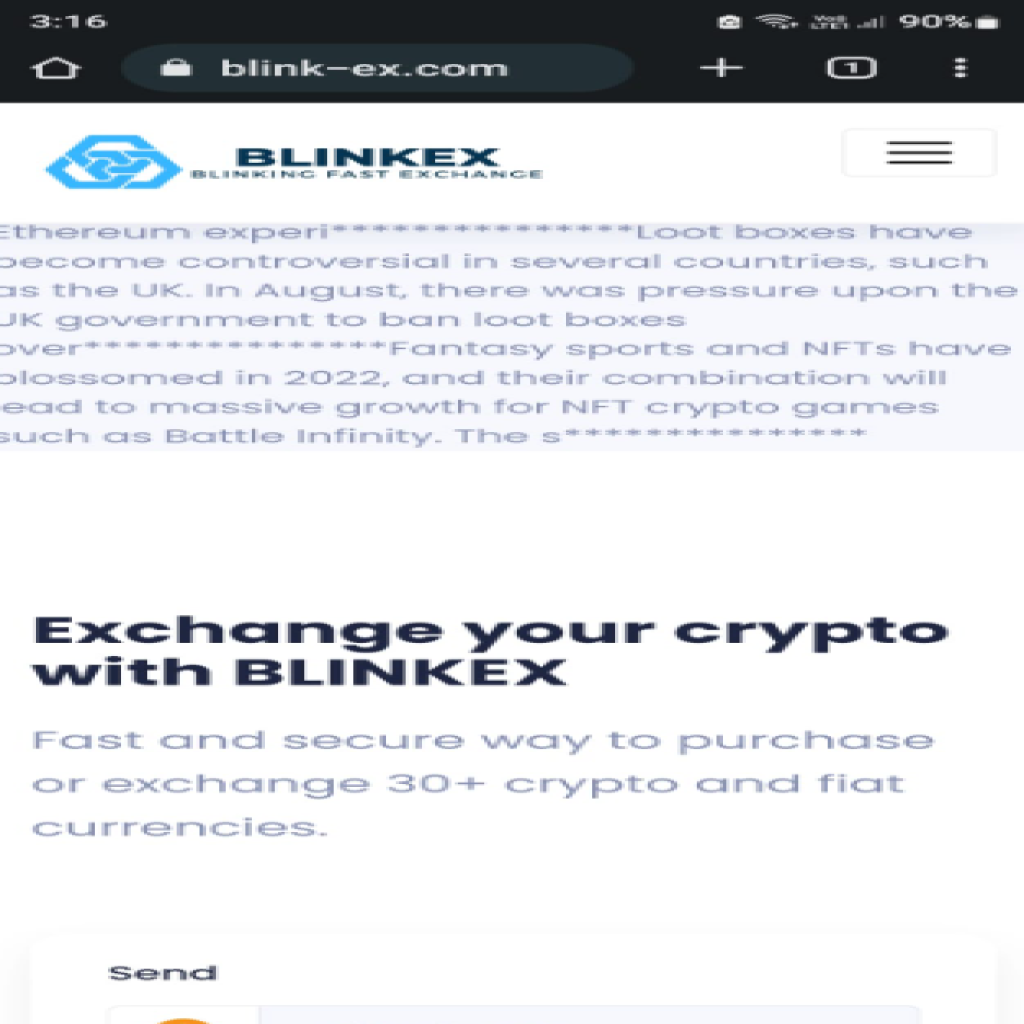 3:16
90%
blink-ex.com
1
BLINKEX
BLINKING FAST EXCHANGE
Ethereum experi***************Loot boxes have
become controversial in several countries, such
as the UK. In August, there was pressure upon the
UK government to ban loot boxes
over***************Fantasy sports and NFTs have
blossomed in 2022, and their combination will
lead to massive growth for NFT crypto games
such as Battle Infinity. The s***************
Exchange your crypto
with BLINKEX
Fast and secure way to purchase
or exchange 30+ crypto and fiat
currencies.
Send